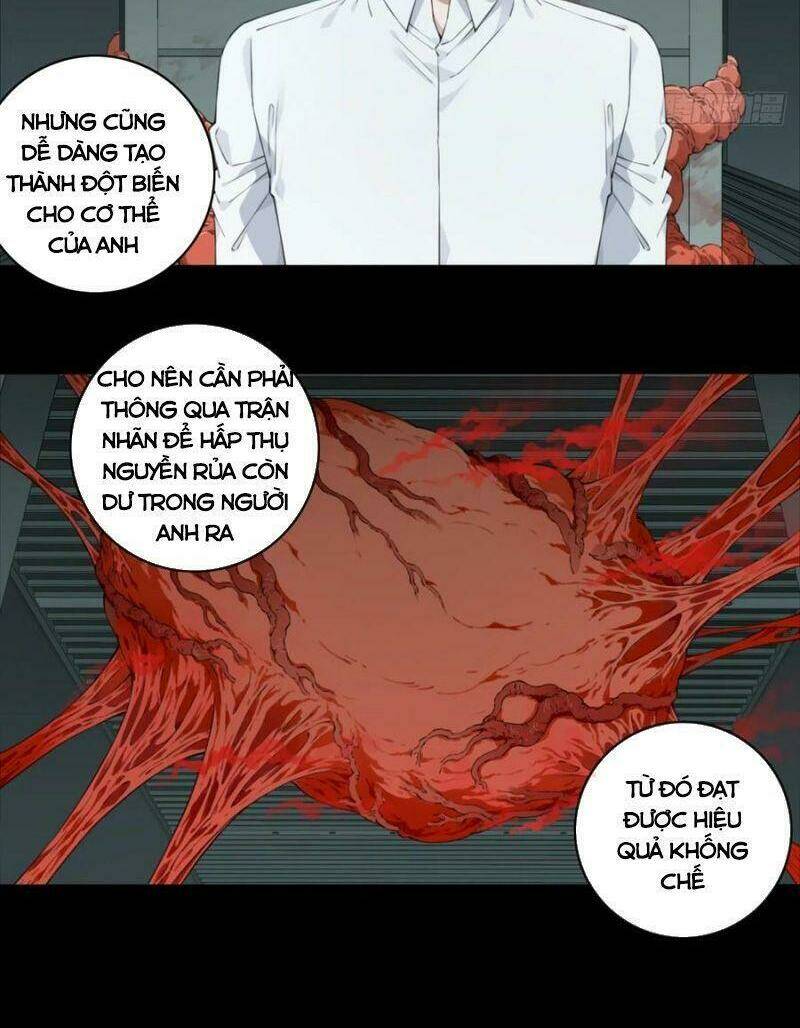 NHƯNG CŨNG
DỄ DÀNG TẠO
THÀNH ĐỘT BIẾN
CHO CƠ THỂ
CỦA ANH
CHO NÊN CẦN PHẢI
THÔNG QUA TRẬN
NHÃN ĐỂ HẤP THỤ
NGUYỀN RỦA CÒN
DƯ TRONG NGƯỜI
ANH RA
TỪ ĐÓ ĐẠT
ĐƯỢC HIỆU
QUẢ KHỐNG
CHẾ